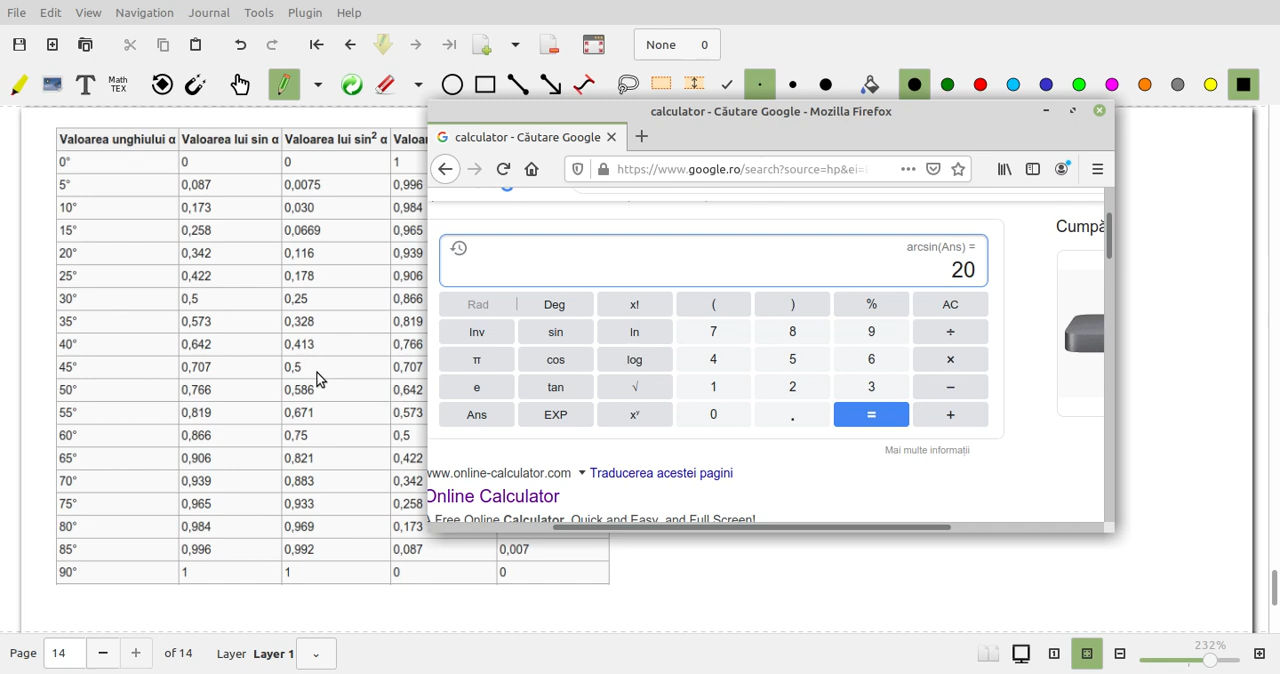 File Edit View Navigation Journal Tools Plugin Help
None 0
T Math TEX
calculator - Căutare Google - Mozilla Firefox
G calculator - Căutare Google
https://www.google.ro/search?source=hp&ei=
Valoarea unghiului α Valoarea lui sin α Valoarea lui sin² α Valoar
0° 0 0 1
5° 0,087 0,0075 0,996
10° 0,173 0,030 0,984
15° 0,258 0,0669 0,965
20° 0,342 0,116 0,939
25° 0,422 0,178 0,906
30° 0,5 0,25 0,866
35° 0,573 0,328 0,819
40° 0,642 0,413 0,766
45° 0,707 0,5 0,707
50° 0,766 0,586 0,642
55° 0,819 0,671 0,573
60° 0,866 0,75 0,5
65° 0,906 0,821 0,422
70° 0,939 0,883 0,342
75° 0,965 0,933 0,258
80° 0,984 0,969 0,173
85° 0,996 0,992 0,087 0,007
90° 1 1 0 0
Cumpă
arcsin(Ans) =
20
Rad Deg x! ( ) % AC
Inv sin ln 7 8 9 ÷
π cos log 4 5 6 ×
e tan √ 1 2 3 −
Ans EXP xʸ 0 . = +
Mai multe informații
www.online-calculator.com Traducerea acestei pagini
Online Calculator
Free Online Calculator. Quick and Easy, and Full Screen!
Page 14 − + of 14 Layer Layer 1
232%